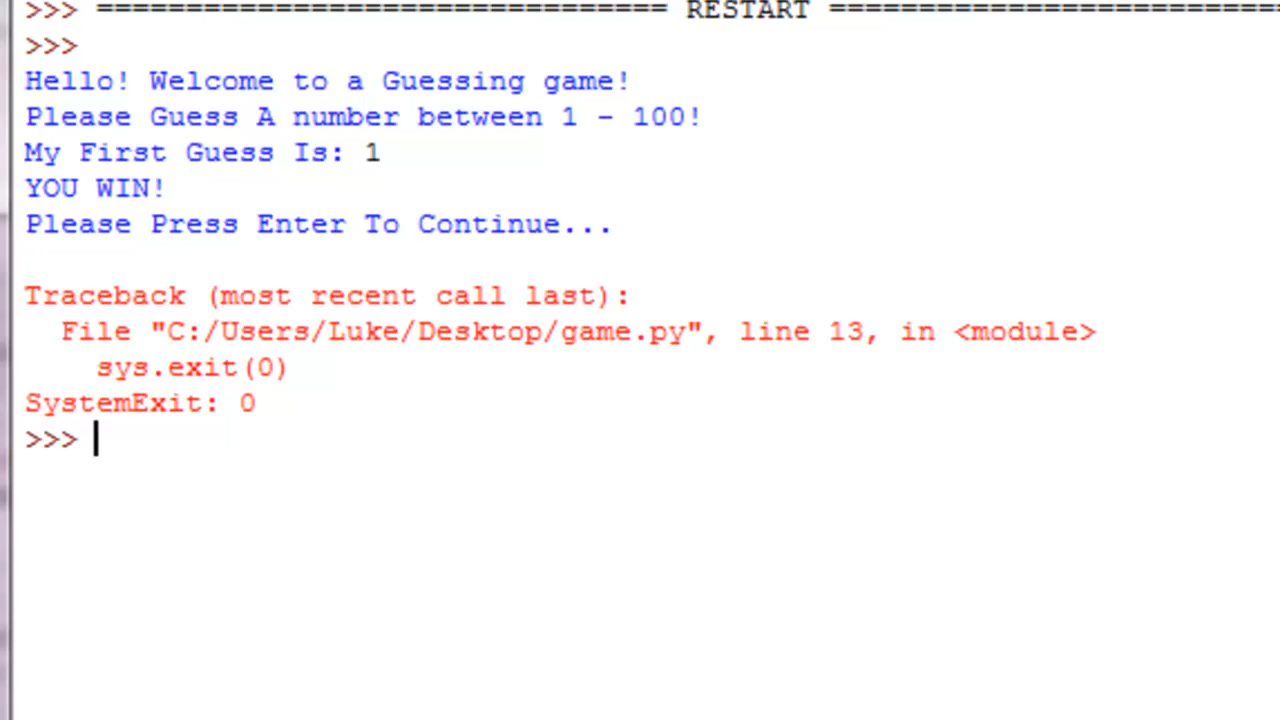 >>> ================================ RESTART =========================
>>>
Hello! Welcome to a Guessing game!
Please Guess A number between 1 - 100!
My First Guess Is: 1
YOU WIN!
Please Press Enter To Continue...
Traceback (most recent call last):
  File "C:/Users/Luke/Desktop/game.py", line 13, in <module>
    sys.exit(0)
SystemExit: 0
>>>